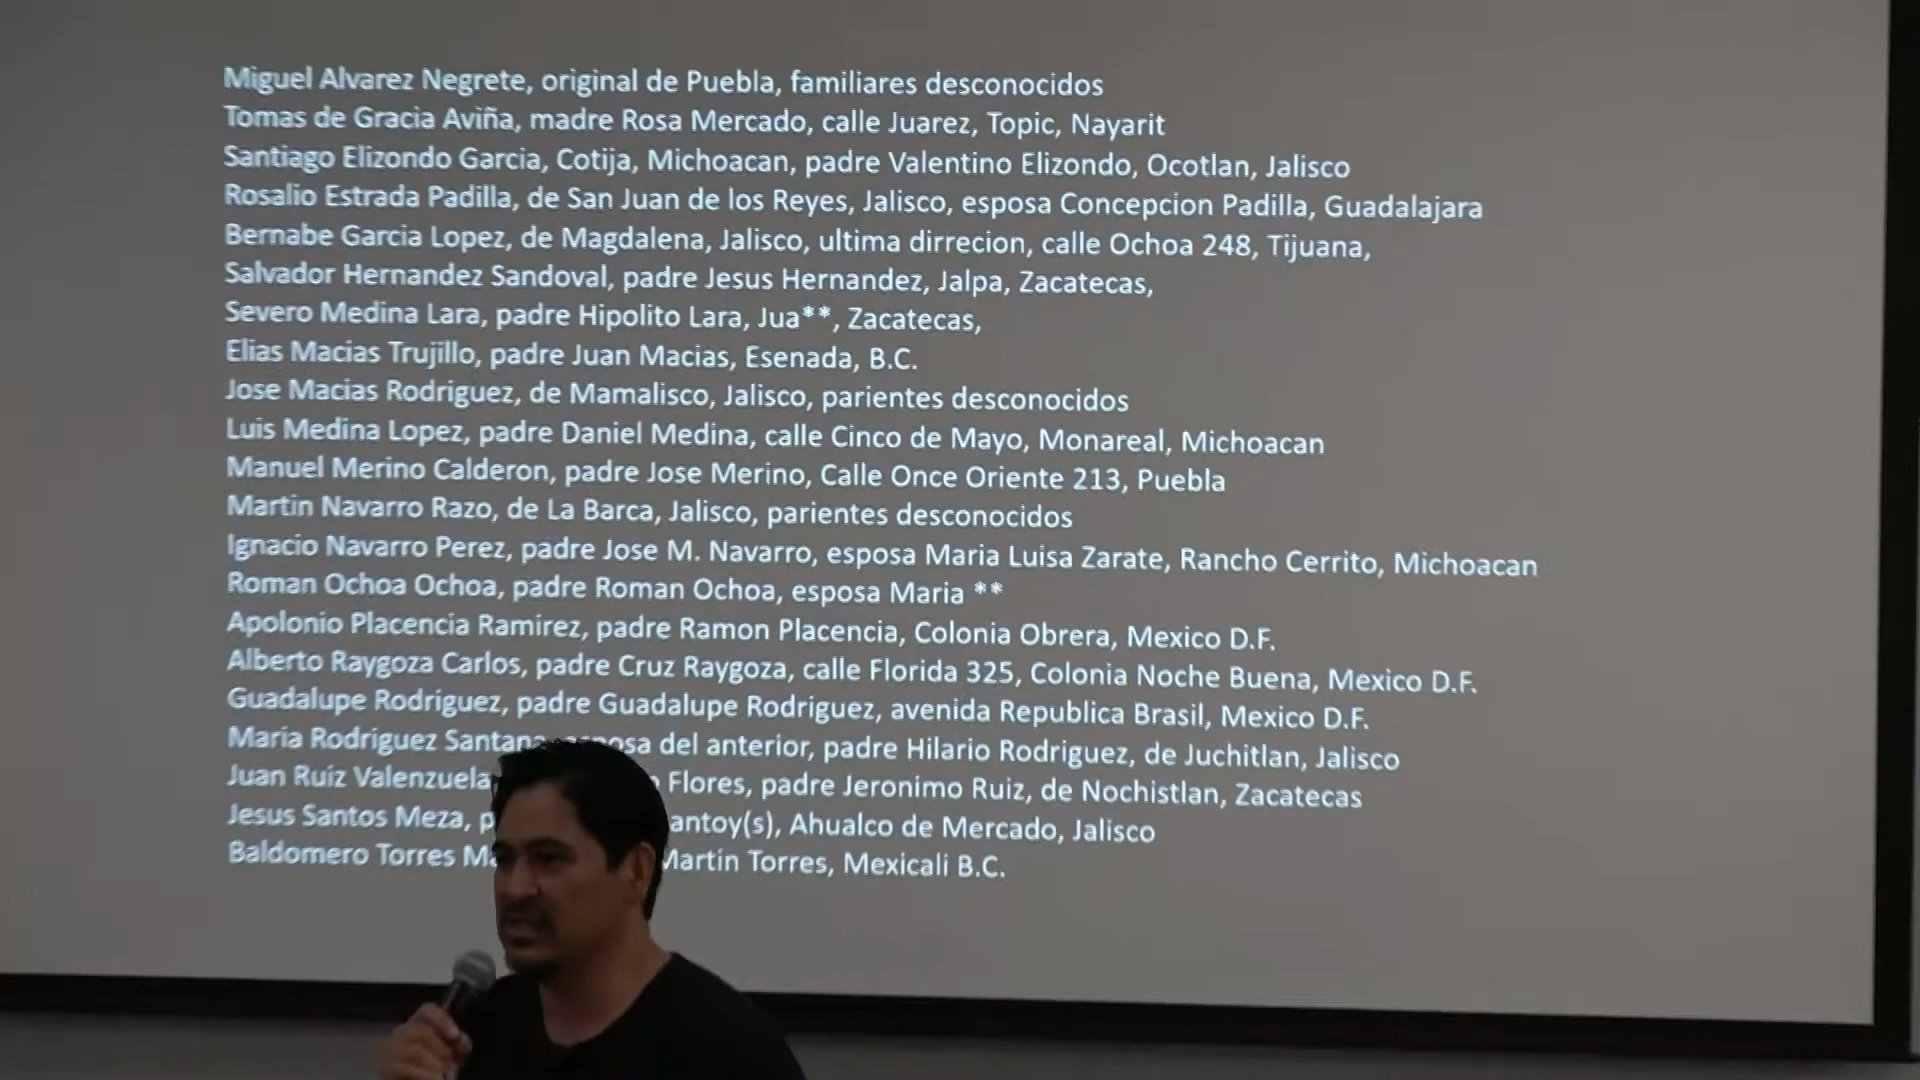 Miguel Alvarez Negrete, original de Puebla, familiares desconocidos
Tomas de Gracia Aviña, madre Rosa Mercado, calle Juarez, Topic, Nayarit
Santiago Elizondo Garcia, Cotija, Michoacan, padre Valentino Elizondo, Ocotlan, Jalisco
Rosalio Estrada Padilla, de San Juan de los Reyes, Jalisco, esposa Concepcion Padilla, Guadalajara
Bernabe Garcia Lopez, de Magdalena, Jalisco, ultima dirrecion, calle Ochoa 248, Tijuana,
Salvador Hernandez Sandoval, padre Jesus Hernandez, Jalpa, Zacatecas,
Severo Medina Lara, padre Hipolito Lara, Jua**, Zacatecas,
Elias Macias Trujillo, padre Juan Macias, Esenada, B.C.
Jose Macias Rodriguez, de Mamalisco, Jalisco, parientes desconocidos
Luis Medina Lopez, padre Daniel Medina, calle Cinco de Mayo, Monareal, Michoacan
Manuel Merino Calderon, padre Jose Merino, Calle Once Oriente 213, Puebla
Martin Navarro Razo, de La Barca, Jalisco, parientes desconocidos
Ignacio Navarro Perez, padre Jose M. Navarro, esposa Maria Luisa Zarate, Rancho Cerrito, Michoacan
Roman Ochoa Ochoa, padre Roman Ochoa, esposa Maria **
Apolonio Placencia Ramirez, padre Ramon Placencia, Colonia Obrera, Mexico D.F.
Alberto Raygoza Carlos, padre Cruz Raygoza, calle Florida 325, Colonia Noche Buena, Mexico D.F.
Guadalupe Rodriguez, padre Guadalupe Rodriguez, avenida Republica Brasil, Mexico D.F.
Maria Rodriguez Santana del anterior, padre Hilario Rodriguez, de Juchitlan, Jalisco
Juan Ruiz Valenzuela Flores, padre Jeronimo Ruiz, de Nochistlan, Zacatecas
Jesus Santos Meza, Ahualco de Mercado, Jalisco
Baldomero Torres Martin Torres, Mexicali B.C.